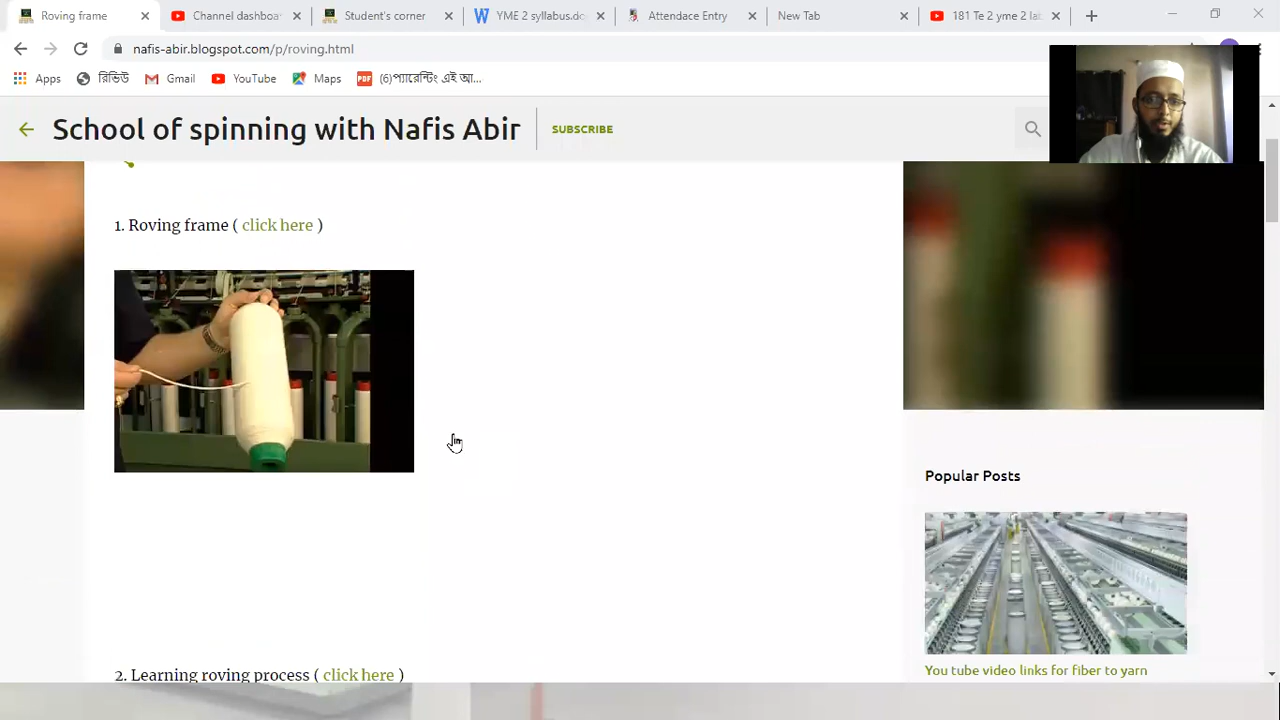 Roving frame
Channel dashboa
Student's corner
YME 2 syllabus.do
Attendace Entry
New Tab
181 Te 2 yme 2
nafis-abir.blogspot.com/p/roving.html
Apps
রিভিউ
Gmail
YouTube
Maps
PDF
(6)প্যারেন্টিং এই আ...
School of spinning with Nafis Abir
SUBSCRIBE
1. Roving frame ( click here )
Popular Posts
2. Learning roving process ( click here )
You tube video links for fiber to yarn